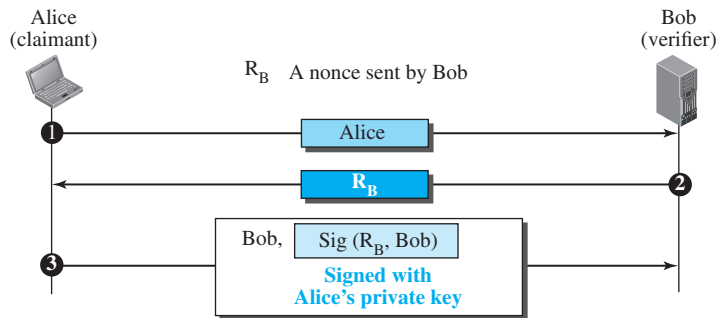 Alice
(claimant)
Bob
(verifier)
R_B A nonce sent by Bob
1
Alice
R_B
2
3
Bob, Sig (R_B, Bob)
Signed with
Alice's private key